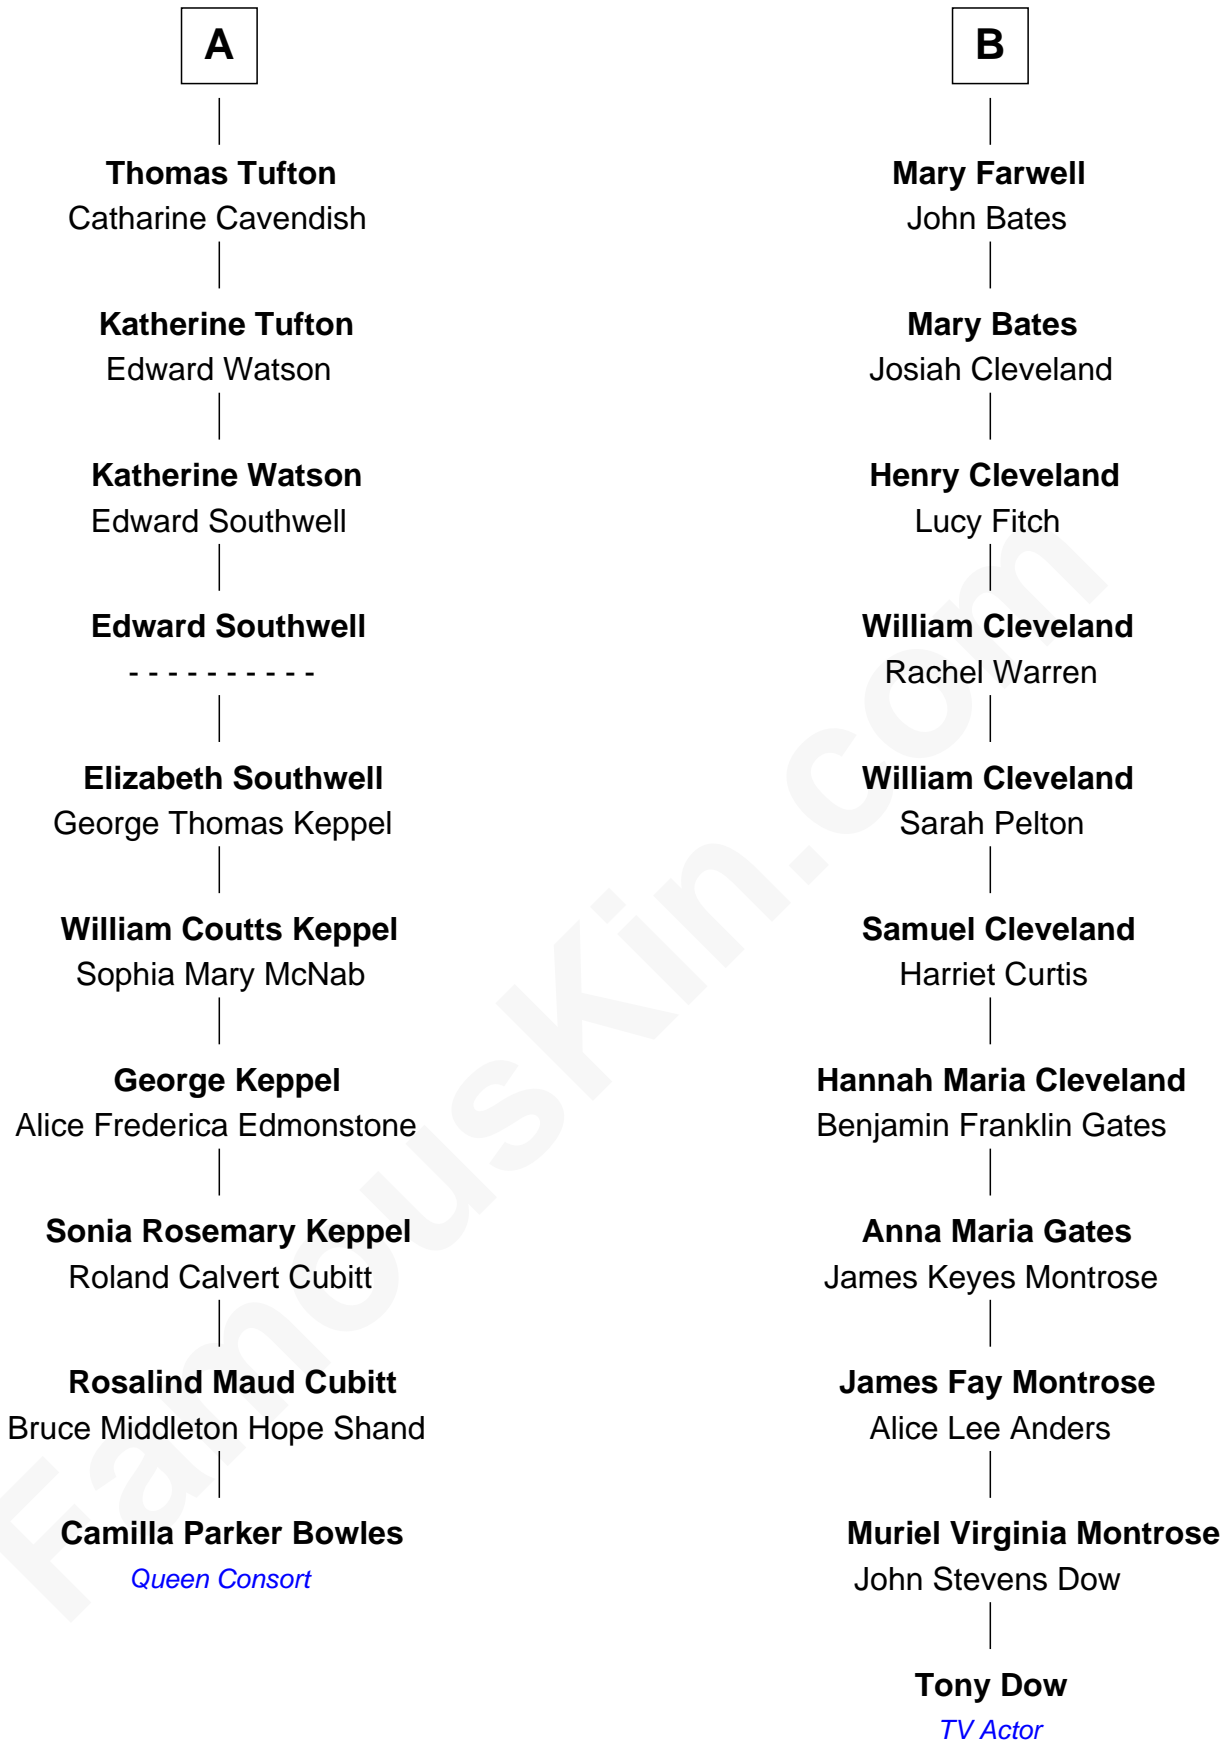 A
Thomas Tufton
Catharine Cavendish
Katherine Tufton
Edward Watson
Katherine Watson
Edward Southwell
Edward Southwell
- - - - - - - - - -
Elizabeth Southwell
George Thomas Keppel
William Coutts Keppel
Sophia Mary McNab
George Keppel
Alice Frederica Edmonstone
Sonia Rosemary Keppel
Roland Calvert Cubitt
Rosalind Maud Cubitt
Bruce Middleton Hope Shand
Camilla Parker Bowles
Queen Consort
B
Mary Farwell
John Bates
Mary Bates
Josiah Cleveland
Henry Cleveland
Lucy Fitch
William Cleveland
Rachel Warren
William Cleveland
Sarah Pelton
Samuel Cleveland
Harriet Curtis
Hannah Maria Cleveland
Benjamin Franklin Gates
Anna Maria Gates
James Keyes Montrose
James Fay Montrose
Alice Lee Anders
Muriel Virginia Montrose
John Stevens Dow
Tony Dow
TV Actor
FamousKin.com